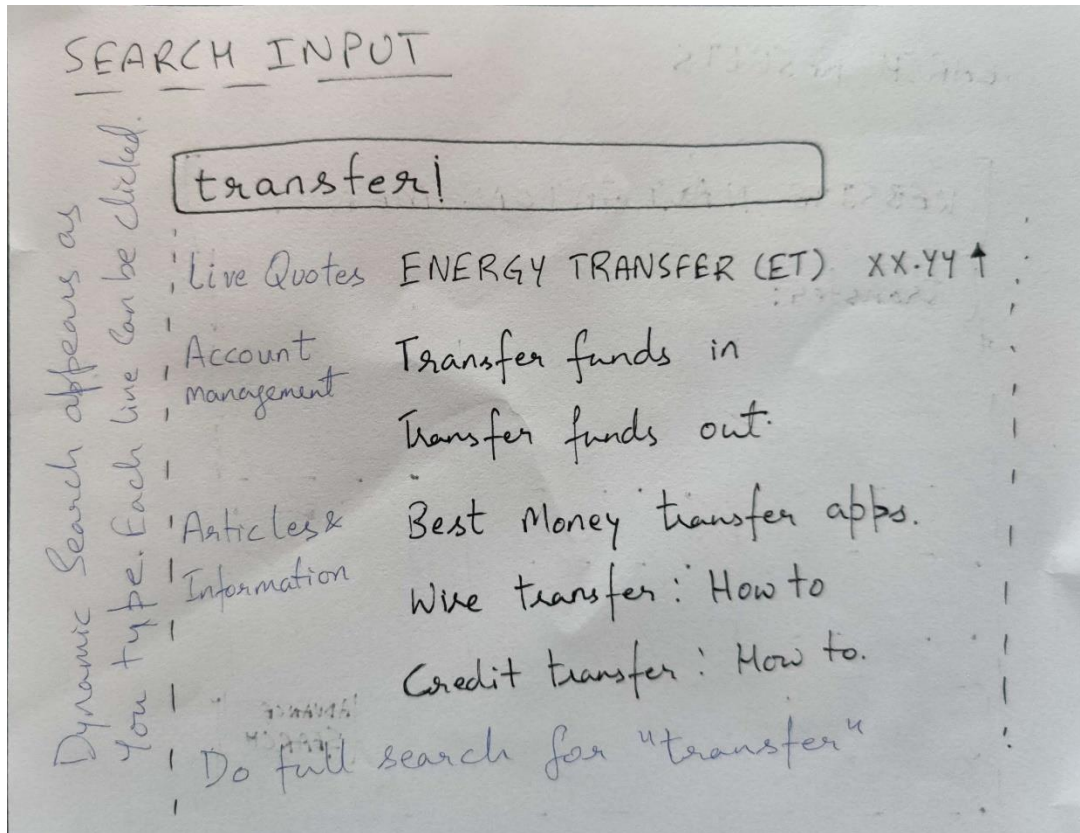 SEARCH INPUT
Dynamic Search appears as
You type. Each line can be clicked.
transfer|
Live Quotes ENERGY TRANSFER (ET) XX.YY ↑
Account Transfer funds in
management
Transfer funds out.
Articles & Best Money transfer apps.
Information
Wire transfer: How to
Credit transfer: How to.
Do full search for "transfer"